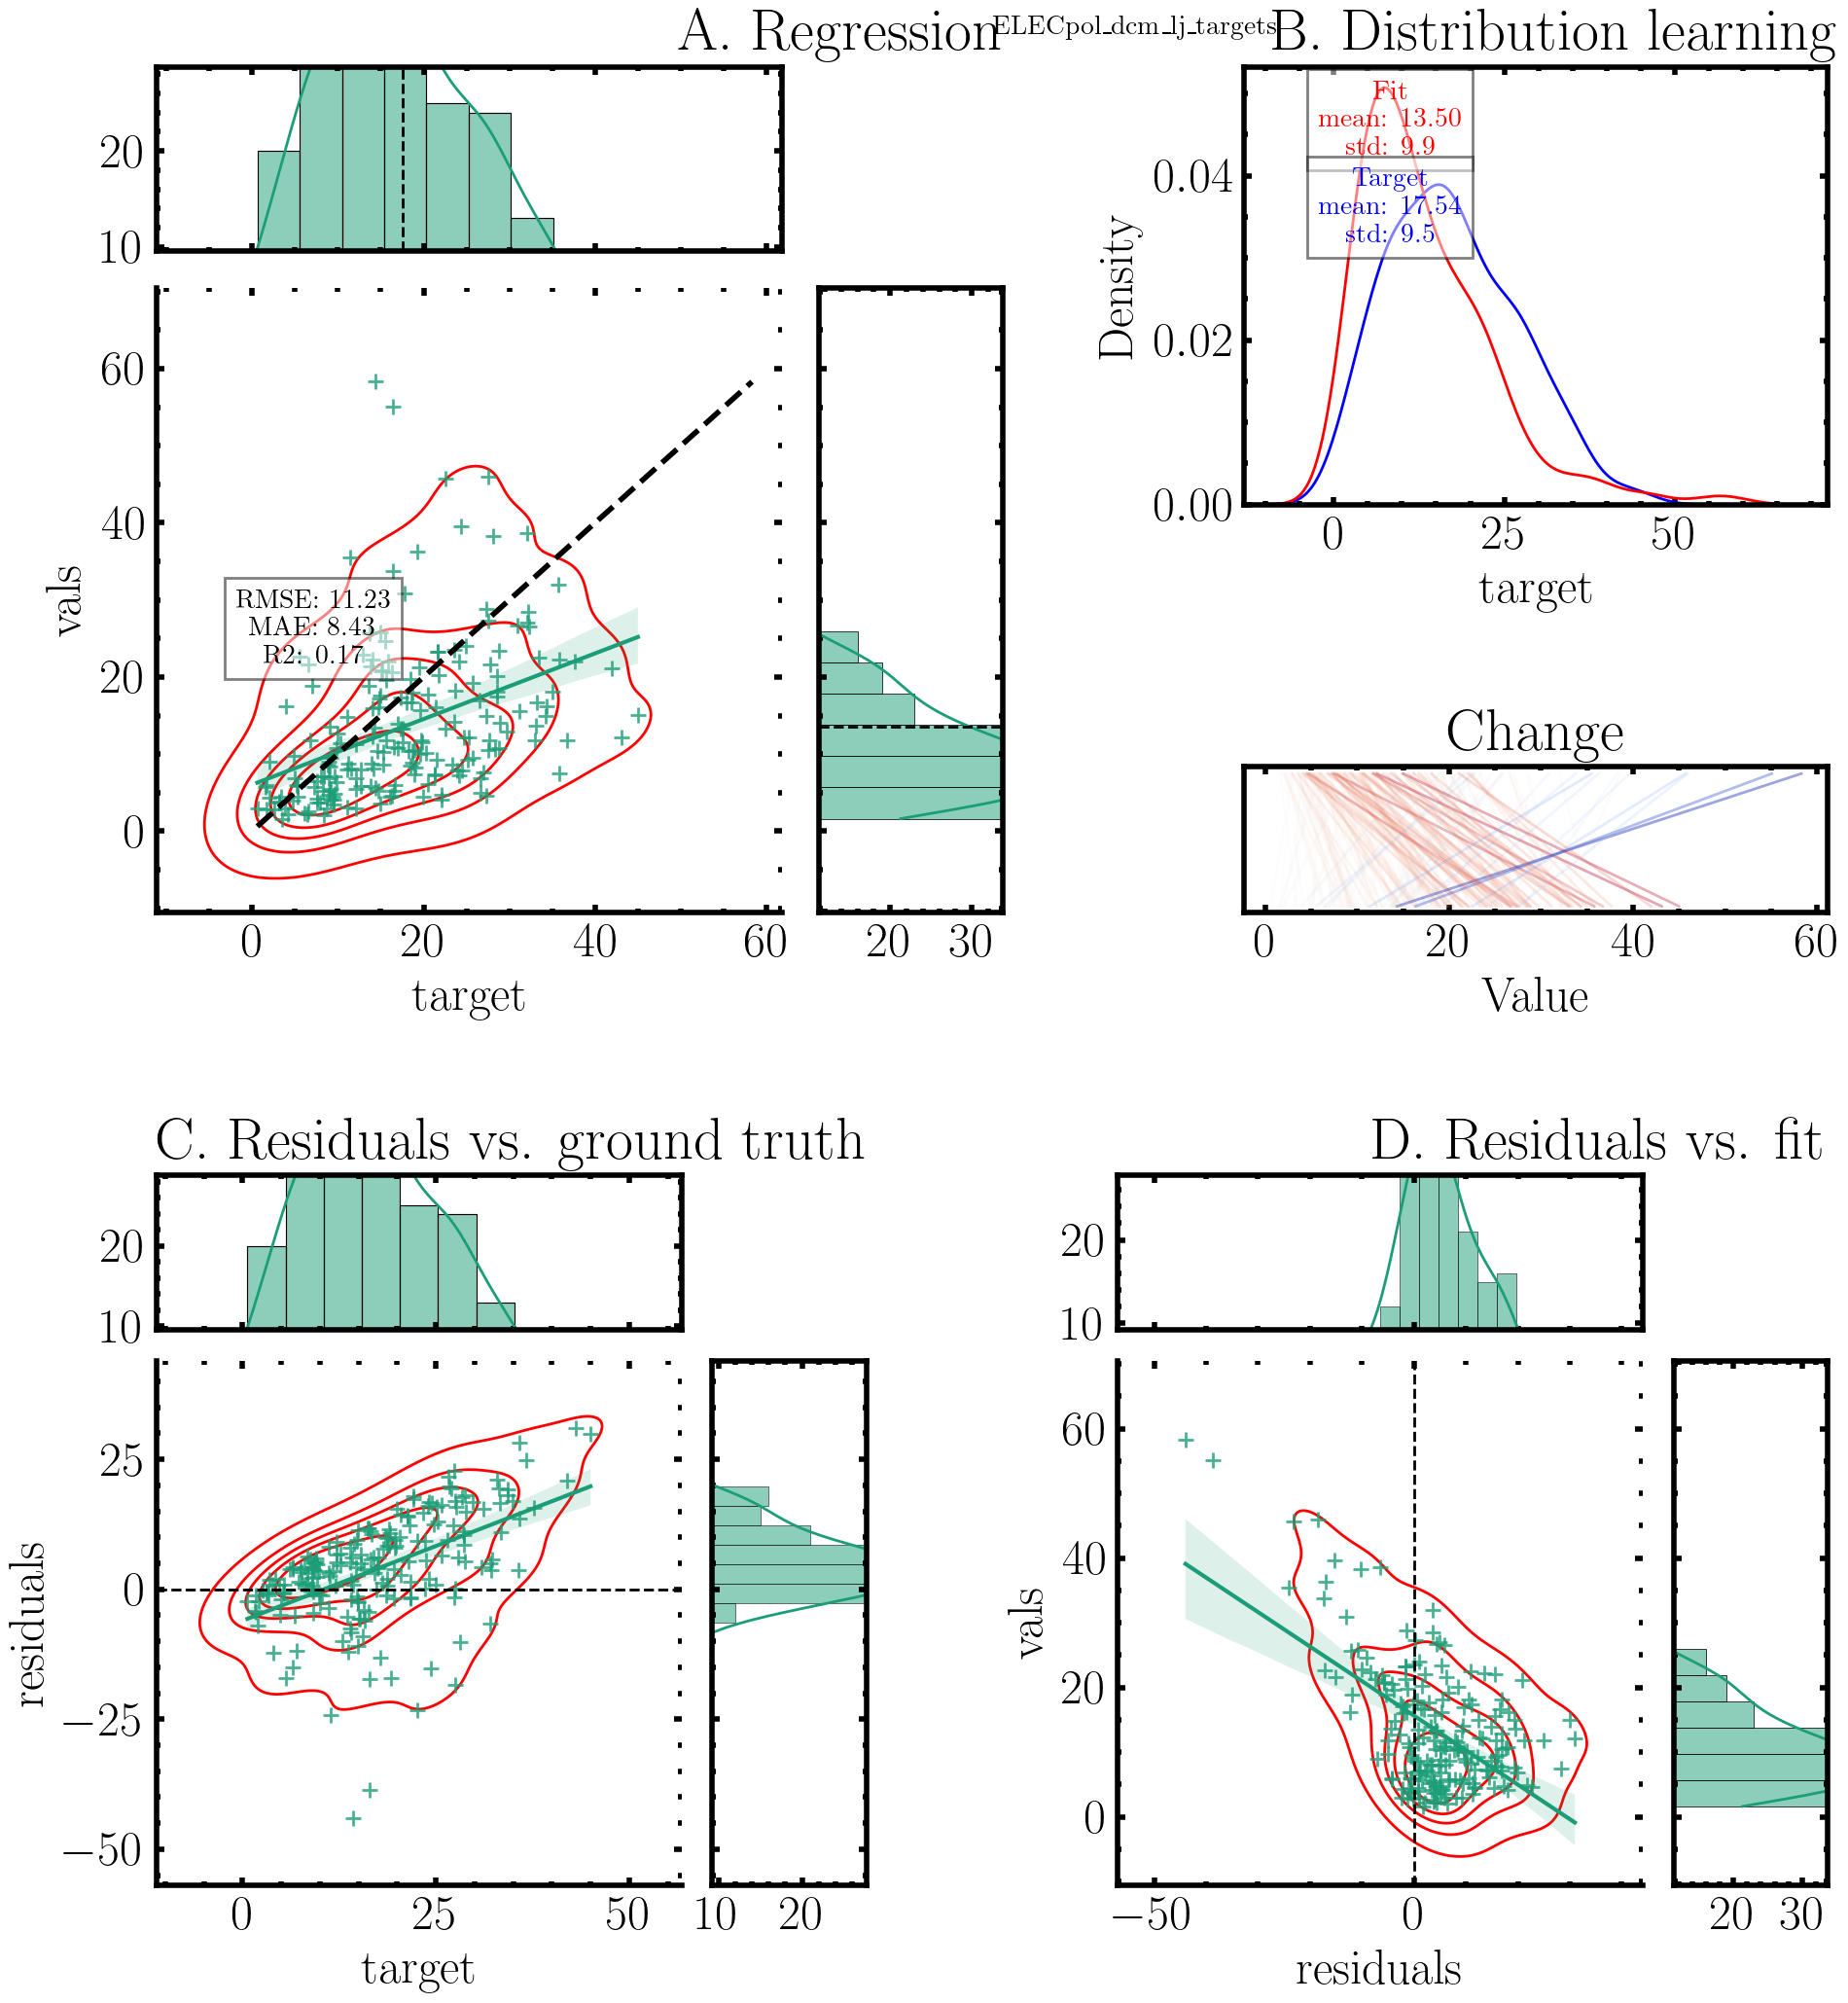 A. Regression
ELECpol_dcm_lj_targets
B. Distribution learning
20
10
Fit
mean: 13.50
std: 9.9
Target
mean: 17.54
std: 9.5
0.04
0.02
0.00
Density
0 25 50
target
60
40
20
0
vals
RMSE: 11.23
MAE: 8.43
R2: 0.17
0 20 40 60
target
20 30
Change
0 20 40 60
Value
C. Residuals vs. ground truth
20
10
25
0
−25
−50
residuals
0 25 50
target
10 20
D. Residuals vs. fit
20
10
60
40
20
0
vals
−50 0
residuals
20 30